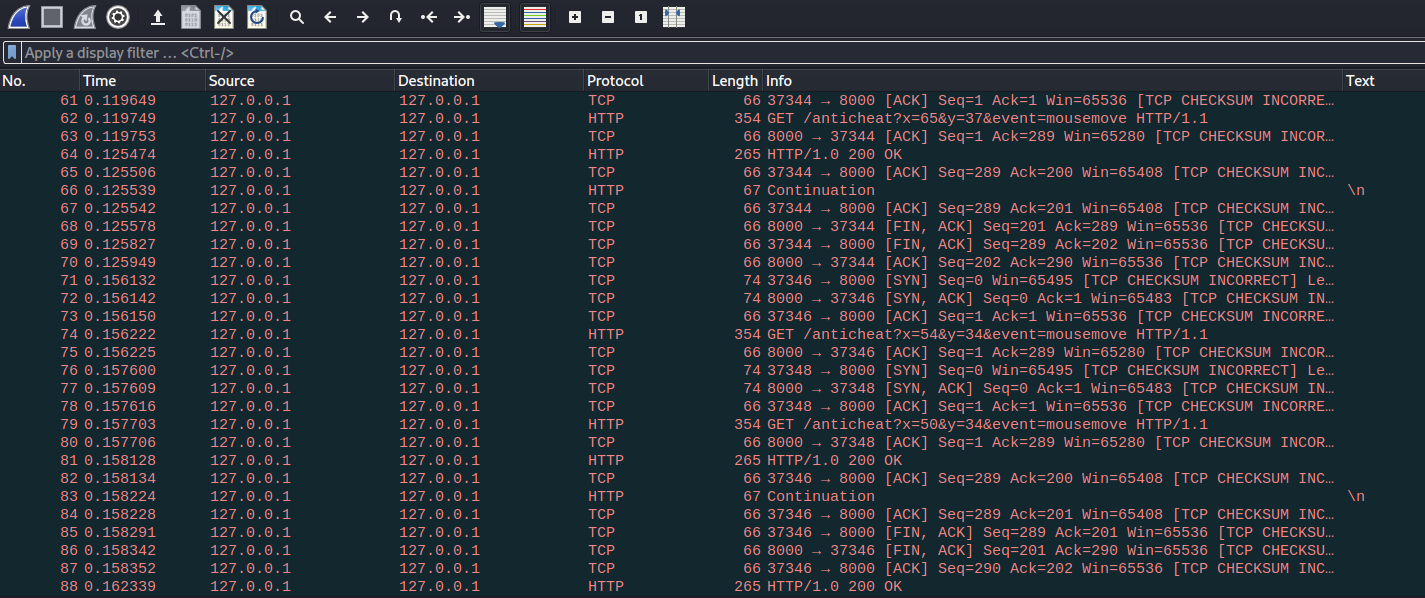 Apply a display filter … <Ctrl-/>
No. Time Source Destination Protocol Length Info Text
61 0.119649 127.0.0.1 127.0.0.1 TCP 66 37344 → 8000 [ACK] Seq=1 Ack=1 Win=65536 [TCP CHECKSUM INCORRE…
62 0.119749 127.0.0.1 127.0.0.1 HTTP 354 GET /anticheat?x=65&y=37&event=mousemove HTTP/1.1
63 0.119753 127.0.0.1 127.0.0.1 TCP 66 8000 → 37344 [ACK] Seq=1 Ack=289 Win=65280 [TCP CHECKSUM INCOR…
64 0.125474 127.0.0.1 127.0.0.1 HTTP 265 HTTP/1.0 200 OK
65 0.125506 127.0.0.1 127.0.0.1 TCP 66 37344 → 8000 [ACK] Seq=289 Ack=200 Win=65408 [TCP CHECKSUM INC…
66 0.125539 127.0.0.1 127.0.0.1 HTTP 67 Continuation \n
67 0.125542 127.0.0.1 127.0.0.1 TCP 66 37344 → 8000 [ACK] Seq=289 Ack=201 Win=65408 [TCP CHECKSUM INC…
68 0.125578 127.0.0.1 127.0.0.1 TCP 66 8000 → 37344 [FIN, ACK] Seq=201 Ack=289 Win=65536 [TCP CHECKSU…
69 0.125827 127.0.0.1 127.0.0.1 TCP 66 37344 → 8000 [FIN, ACK] Seq=289 Ack=202 Win=65536 [TCP CHECKSU…
70 0.125949 127.0.0.1 127.0.0.1 TCP 66 8000 → 37344 [ACK] Seq=202 Ack=290 Win=65536 [TCP CHECKSUM INC…
71 0.156132 127.0.0.1 127.0.0.1 TCP 74 37346 → 8000 [SYN] Seq=0 Win=65495 [TCP CHECKSUM INCORRECT] Le…
72 0.156142 127.0.0.1 127.0.0.1 TCP 74 8000 → 37346 [SYN, ACK] Seq=0 Ack=1 Win=65483 [TCP CHECKSUM IN…
73 0.156150 127.0.0.1 127.0.0.1 TCP 66 37346 → 8000 [ACK] Seq=1 Ack=1 Win=65536 [TCP CHECKSUM INCORRE…
74 0.156222 127.0.0.1 127.0.0.1 HTTP 354 GET /anticheat?x=54&y=34&event=mousemove HTTP/1.1
75 0.156225 127.0.0.1 127.0.0.1 TCP 66 8000 → 37346 [ACK] Seq=1 Ack=289 Win=65280 [TCP CHECKSUM INCOR…
76 0.157600 127.0.0.1 127.0.0.1 TCP 74 37348 → 8000 [SYN] Seq=0 Win=65495 [TCP CHECKSUM INCORRECT] Le…
77 0.157609 127.0.0.1 127.0.0.1 TCP 74 8000 → 37348 [SYN, ACK] Seq=0 Ack=1 Win=65483 [TCP CHECKSUM IN…
78 0.157616 127.0.0.1 127.0.0.1 TCP 66 37348 → 8000 [ACK] Seq=1 Ack=1 Win=65536 [TCP CHECKSUM INCORRE…
79 0.157703 127.0.0.1 127.0.0.1 HTTP 354 GET /anticheat?x=50&y=34&event=mousemove HTTP/1.1
80 0.157706 127.0.0.1 127.0.0.1 TCP 66 8000 → 37348 [ACK] Seq=1 Ack=289 Win=65280 [TCP CHECKSUM INCOR…
81 0.158128 127.0.0.1 127.0.0.1 HTTP 265 HTTP/1.0 200 OK
82 0.158134 127.0.0.1 127.0.0.1 TCP 66 37346 → 8000 [ACK] Seq=289 Ack=200 Win=65408 [TCP CHECKSUM INC…
83 0.158224 127.0.0.1 127.0.0.1 HTTP 67 Continuation \n
84 0.158228 127.0.0.1 127.0.0.1 TCP 66 37346 → 8000 [ACK] Seq=289 Ack=201 Win=65408 [TCP CHECKSUM INC…
85 0.158291 127.0.0.1 127.0.0.1 TCP 66 37346 → 8000 [FIN, ACK] Seq=289 Ack=201 Win=65536 [TCP CHECKSU…
86 0.158342 127.0.0.1 127.0.0.1 TCP 66 8000 → 37346 [FIN, ACK] Seq=201 Ack=290 Win=65536 [TCP CHECKSU…
87 0.158352 127.0.0.1 127.0.0.1 TCP 66 37346 → 8000 [ACK] Seq=290 Ack=202 Win=65536 [TCP CHECKSUM INC…
88 0.162339 127.0.0.1 127.0.0.1 HTTP 265 HTTP/1.0 200 OK